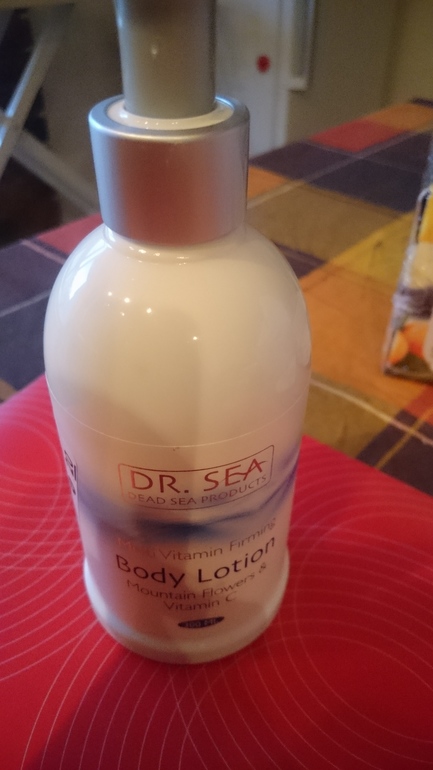 DR. SEA
DEAD SEA PRODUCTS
Vitamin Firming
Body Lotion
Mountain Flowers &
Vitamin C